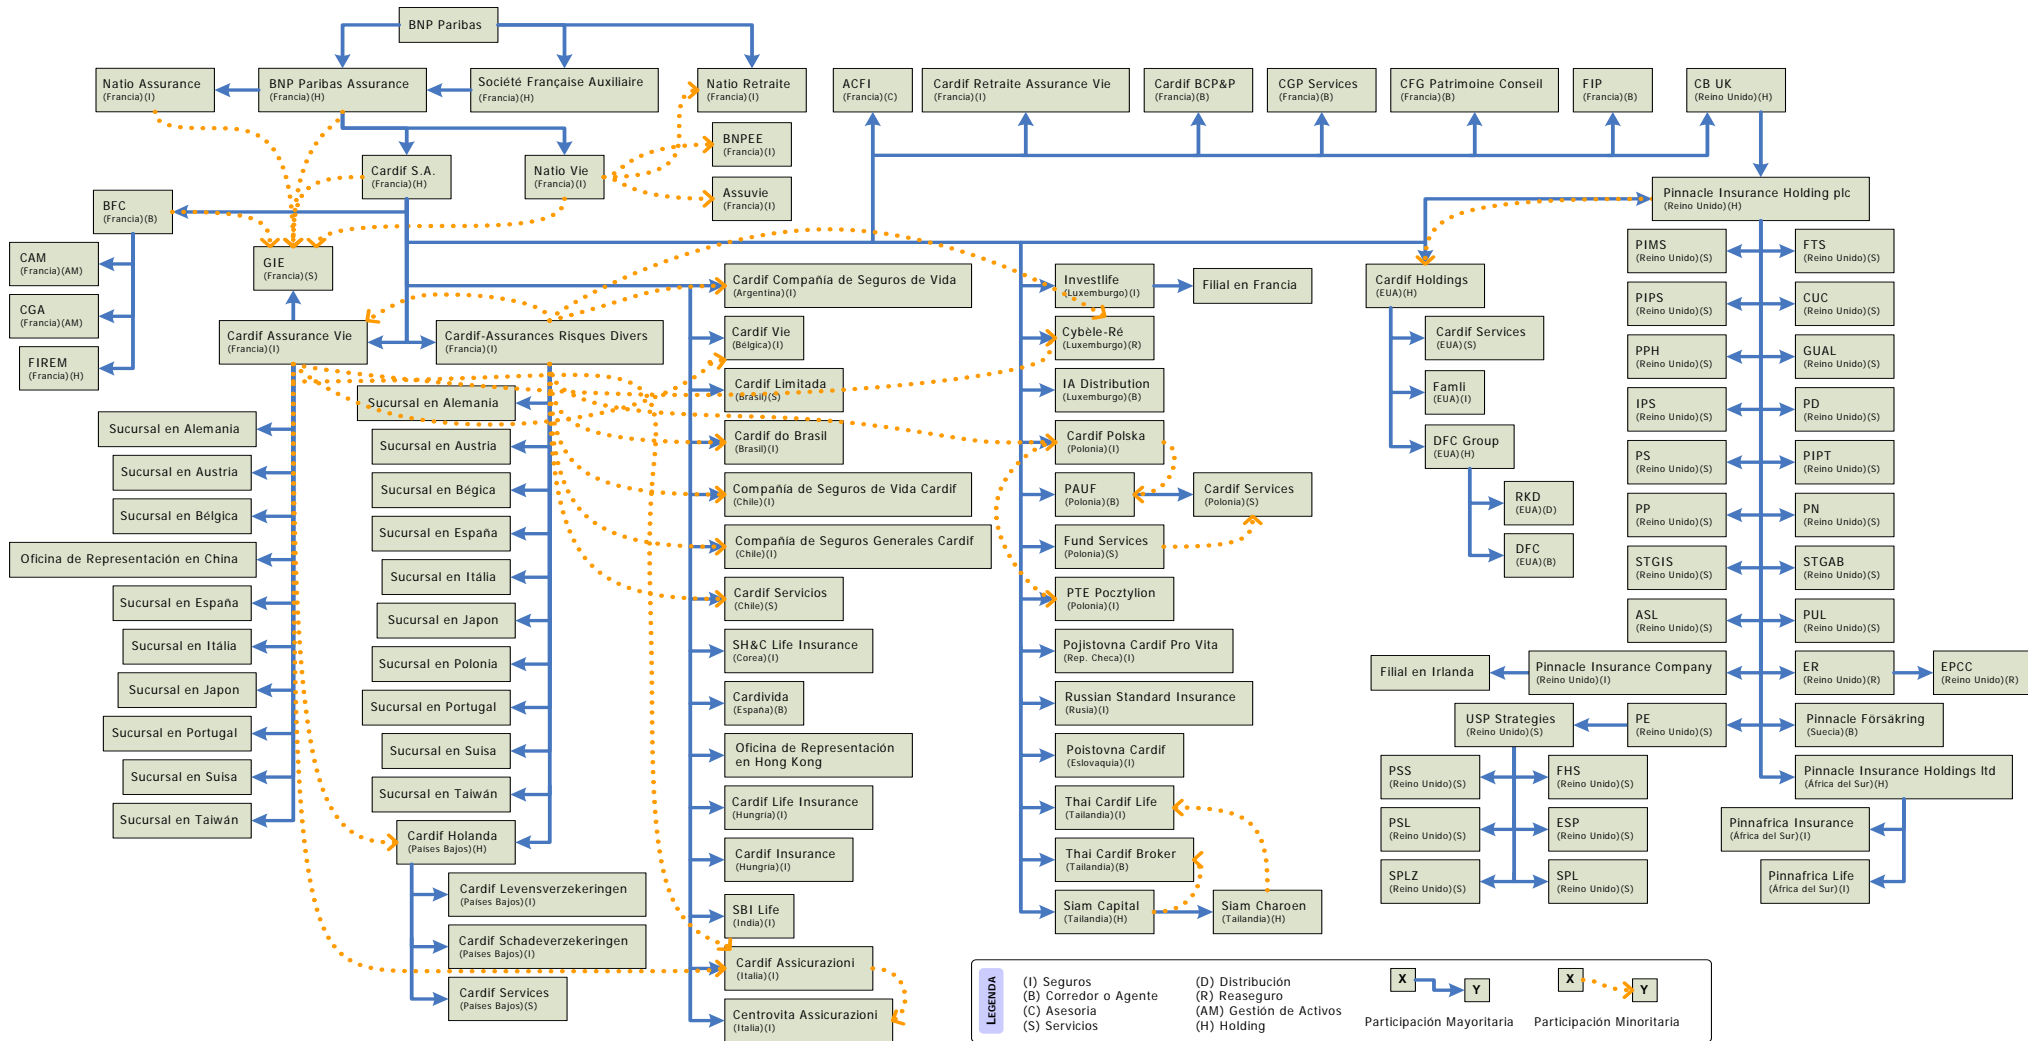 BNP Paribas
Natio Assurance
(Francia)(I)
BNP Paribas Assurance
(Francia)(H)
Société Française Auxiliaire
(Francia)(H)
Natio Retraite
(Francia)(I)
ACFI
(Francia)(C)
Cardif Retraite Assurance Vie
(Francia)(I)
Cardif BCP&P
(Francia)(B)
CGP Services
(Francia)(B)
CFG Patrimoine Conseil
(Francia)(B)
FIP
(Francia)(B)
CB UK
(Reino Unido)(H)
BNPEE
(Francia)(I)
Cardif S.A.
(Francia)(H)
Natio Vie
(Francia)(I)
Assuvie
(Francia)(I)
Pinnacle Insurance Holding plc
(Reino Unido)(H)
BFC
(Francia)(B)
CAM
(Francia)(AM)
CGA
(Francia)(AM)
FIREM
(Francia)(H)
GIE
(Francia)(S)
Cardif Assurance Vie
(Francia)(I)
Cardif-Assurances Risques Divers
(Francia)(I)
Sucursal en Alemania
Sucursal en Austria
Sucursal en Bélgica
Oficina de Representación en China
Sucursal en España
Sucursal en Itália
Sucursal en Japon
Sucursal en Portugal
Sucursal en Suisa
Sucursal en Taiwán
Sucursal en Alemania
Sucursal en Austria
Sucursal en Bégica
Sucursal en España
Sucursal en Itália
Sucursal en Japon
Sucursal en Polonia
Sucursal en Portugal
Sucursal en Suisa
Sucursal en Taiwán
Cardif Holanda
(Países Bajos)(H)
Cardif Levensverzekeringen
(Países Bajos)(I)
Cardif Schadeverzekeringen
(Países Bajos)(I)
Cardif Services
(Países Bajos)(S)
Cardif Compañía de Seguros de Vida
(Argentina)(I)
Cardif Vie
(Bélgica)(I)
Cardif Limitada
(Brasil)(S)
Cardif do Brasil
(Brasil)(I)
Compañía de Seguros de Vida Cardif
(Chile)(I)
Compañía de Seguros Generales Cardif
(Chile)(I)
Cardif Servicios
(Chile)(S)
SH&C Life Insurance
(Corea)(I)
Cardivida
(España)(B)
Oficina de Representación
en Hong Kong
Cardif Life Insurance
(Hungría)(I)
Cardif Insurance
(Hungría)(I)
SBI Life
(India)(I)
Cardif Assicurazioni
(Italia)(I)
Centrovita Assicurazioni
(Italia)(I)
Investlife
(Luxemburgo)(I)
Filial en Francia
Cybèle-Ré
(Luxemburgo)(R)
IA Distribution
(Luxemburgo)(B)
Cardif Polska
(Polonia)(I)
PAUF
(Polonia)(B)
Cardif Services
(Polonia)(S)
Fund Services
(Polonia)(S)
PTE Pocztylion
(Polonia)(I)
Pojistovna Cardif Pro Vita
(Rep. Checa)(I)
Russian Standard Insurance
(Rusia)(I)
Poistovna Cardif
(Eslovaquia)(I)
Thai Cardif Life
(Tailandia)(I)
Thai Cardif Broker
(Tailandia)(B)
Siam Capital
(Tailandia)(H)
Siam Charoen
(Tailandia)(H)
Cardif Holdings
(EUA)(H)
Cardif Services
(EUA)(S)
Famli
(EUA)(I)
DFC Group
(EUA)(H)
RKD
(EUA)(D)
DFC
(EUA)(B)
PIMS
(Reino Unido)(S)
FTS
(Reino Unido)(S)
PIPS
(Reino Unido)(S)
CUC
(Reino Unido)(S)
PPH
(Reino Unido)(S)
GUAL
(Reino Unido)(S)
IPS
(Reino Unido)(S)
PD
(Reino Unido)(S)
PS
(Reino Unido)(S)
PIPT
(Reino Unido)(S)
PP
(Reino Unido)(S)
PN
(Reino Unido)(S)
STGIS
(Reino Unido)(S)
STGAB
(Reino Unido)(S)
ASL
(Reino Unido)(S)
PUL
(Reino Unido)(S)
Filial en Irlanda
Pinnacle Insurance Company
(Reino Unido)(I)
ER
(Reino Unido)(R)
EPCC
(Reino Unido)(R)
USP Strategies
(Reino Unido)(S)
PE
(Reino Unido)(S)
Pinnacle Försäkring
(Suecia)(B)
PSS
(Reino Unido)(S)
FHS
(Reino Unido)(S)
Pinnacle Insurance Holdings ltd
(África del Sur)(H)
PSL
(Reino Unido)(S)
ESP
(Reino Unido)(S)
Pinnafrica Insurance
(África del Sur)(I)
SPLZ
(Reino Unido)(S)
SPL
(Reino Unido)(S)
Pinnafrica Life
(África del Sur)(I)
LEGENDA
(I) Seguros
(B) Corredor o Agente
(C) Asesoria
(S) Servicios
(D) Distribución
(R) Reaseguro
(AM) Gestión de Activos
(H) Holding
X
Y
Participación Mayoritaria
X
Y
Participación Minoritaria